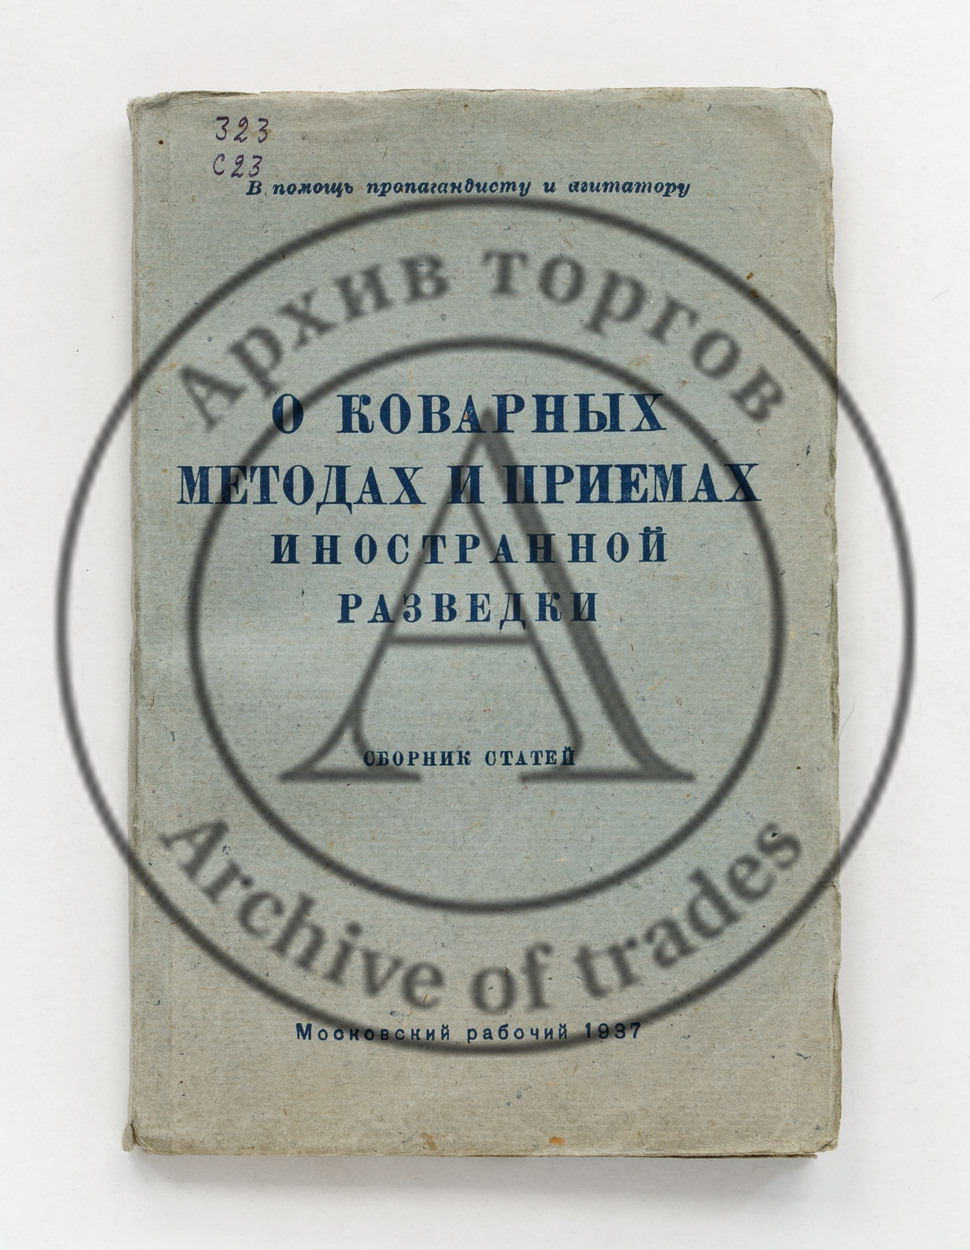 323
С23
В помощь пропагандисту и агитатору
Архив торгов
О КОВАРНЫХ
МЕТОДАХ И ПРИЕМАХ
ИНОСТРАННОЙ
РАЗВЕДКИ
А
СБОРНИК СТАТЕЙ
Archive of trades
Московский рабочий 1937